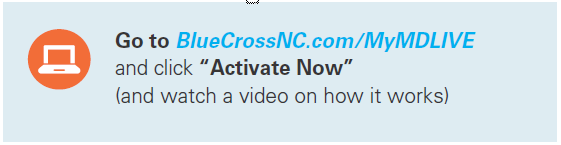 Go to BlueCrossNC.com/MyMDLIVE
and click “Activate Now”
(and watch a video on how it works)